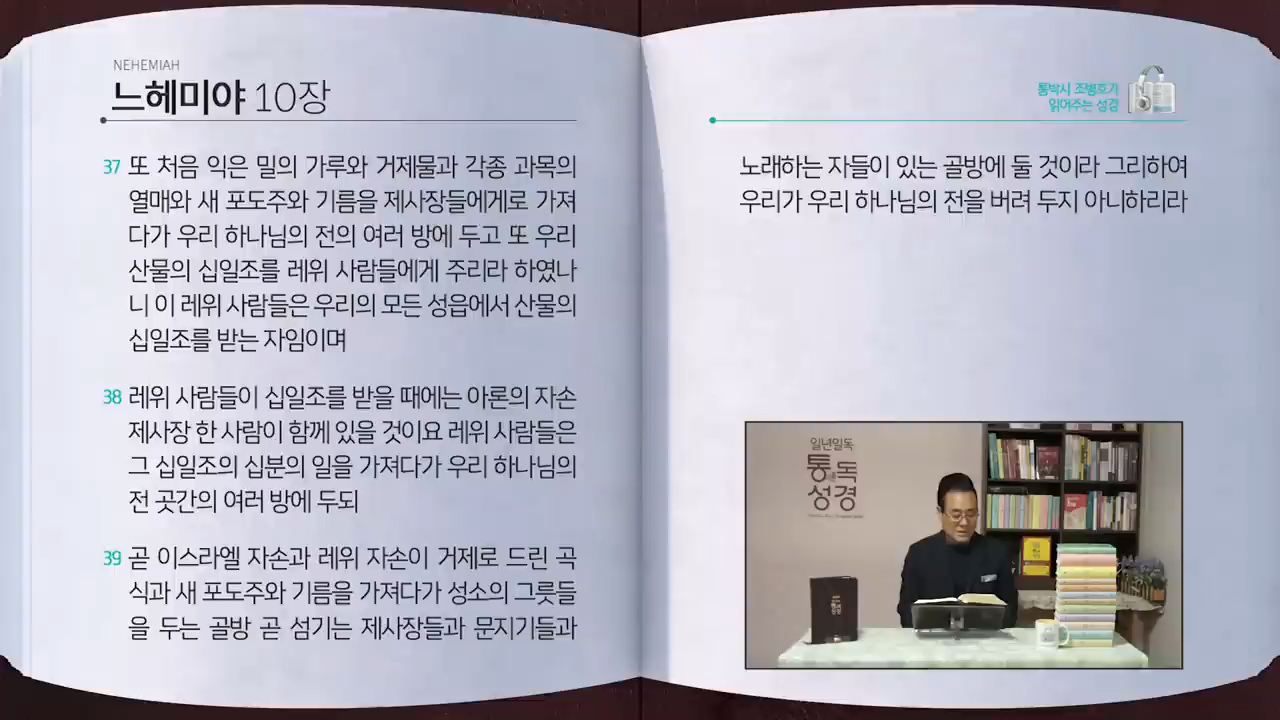 NEHEMIAH
느헤미야 10장
37 또 처음 익은 밀의 가루와 거제물과 각종 과목의
열매와 새 포도주와 기름을 제사장들에게로 가져
다가 우리 하나님의 전의 여러 방에 두고 또 우리
산물의 십일조를 레위 사람들에게 주리라 하였나
니 이 레위 사람들은 우리의 모든 성읍에서 산물의
십일조를 받는 자임이며
38 레위 사람들이 십일조를 받을 때에는 아론의 자손
제사장 한 사람이 함께 있을 것이요 레위 사람들은
그 십일조의 십분의 일을 가져다가 우리 하나님의
전 곳간의 여러 방에 두되
39 곧 이스라엘 자손과 레위 자손이 거제로 드린 곡
식과 새 포도주와 기름을 가져다가 성소의 그릇들
을 두는 골방 곧 섬기는 제사장들과 문지기들과
통박사 조병호가
읽어주는 성경
노래하는 자들이 있는 골방에 둘 것이라 그리하여
우리가 우리 하나님의 전을 버려 두지 아니하리라
일년일독
통독
성경